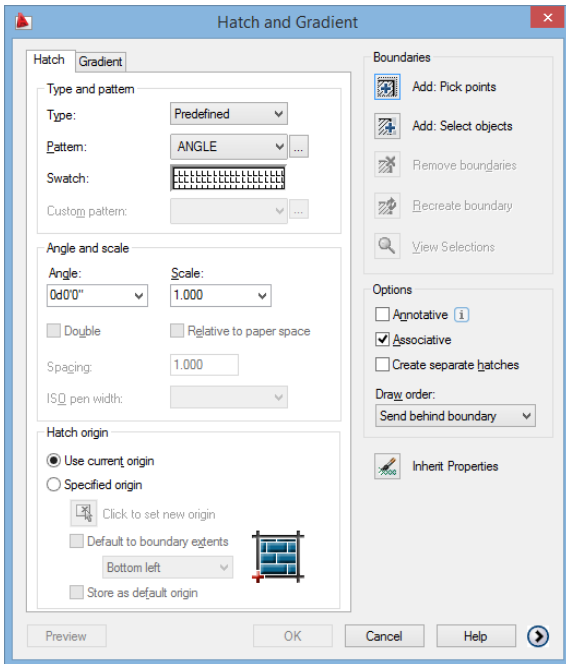 Hatch and Gradient
Hatch Gradient
Type and pattern
Type: Predefined
Pattern: ANGLE ...
Swatch:
Custom pattern: ...
Angle and scale
Angle: Scale:
0d0'0" 1.000
Double Relative to paper space
Spacing: 1.000
ISO pen width:
Hatch origin
Use current origin
Specified origin
Click to set new origin
Default to boundary extents
Bottom left
Store as default origin
Boundaries
Add: Pick points
Add: Select objects
Remove boundaries
Recreate boundary
View Selections
Options
Annotative i
Associative
Create separate hatches
Draw order:
Send behind boundary
Inherit Properties
Preview OK Cancel Help